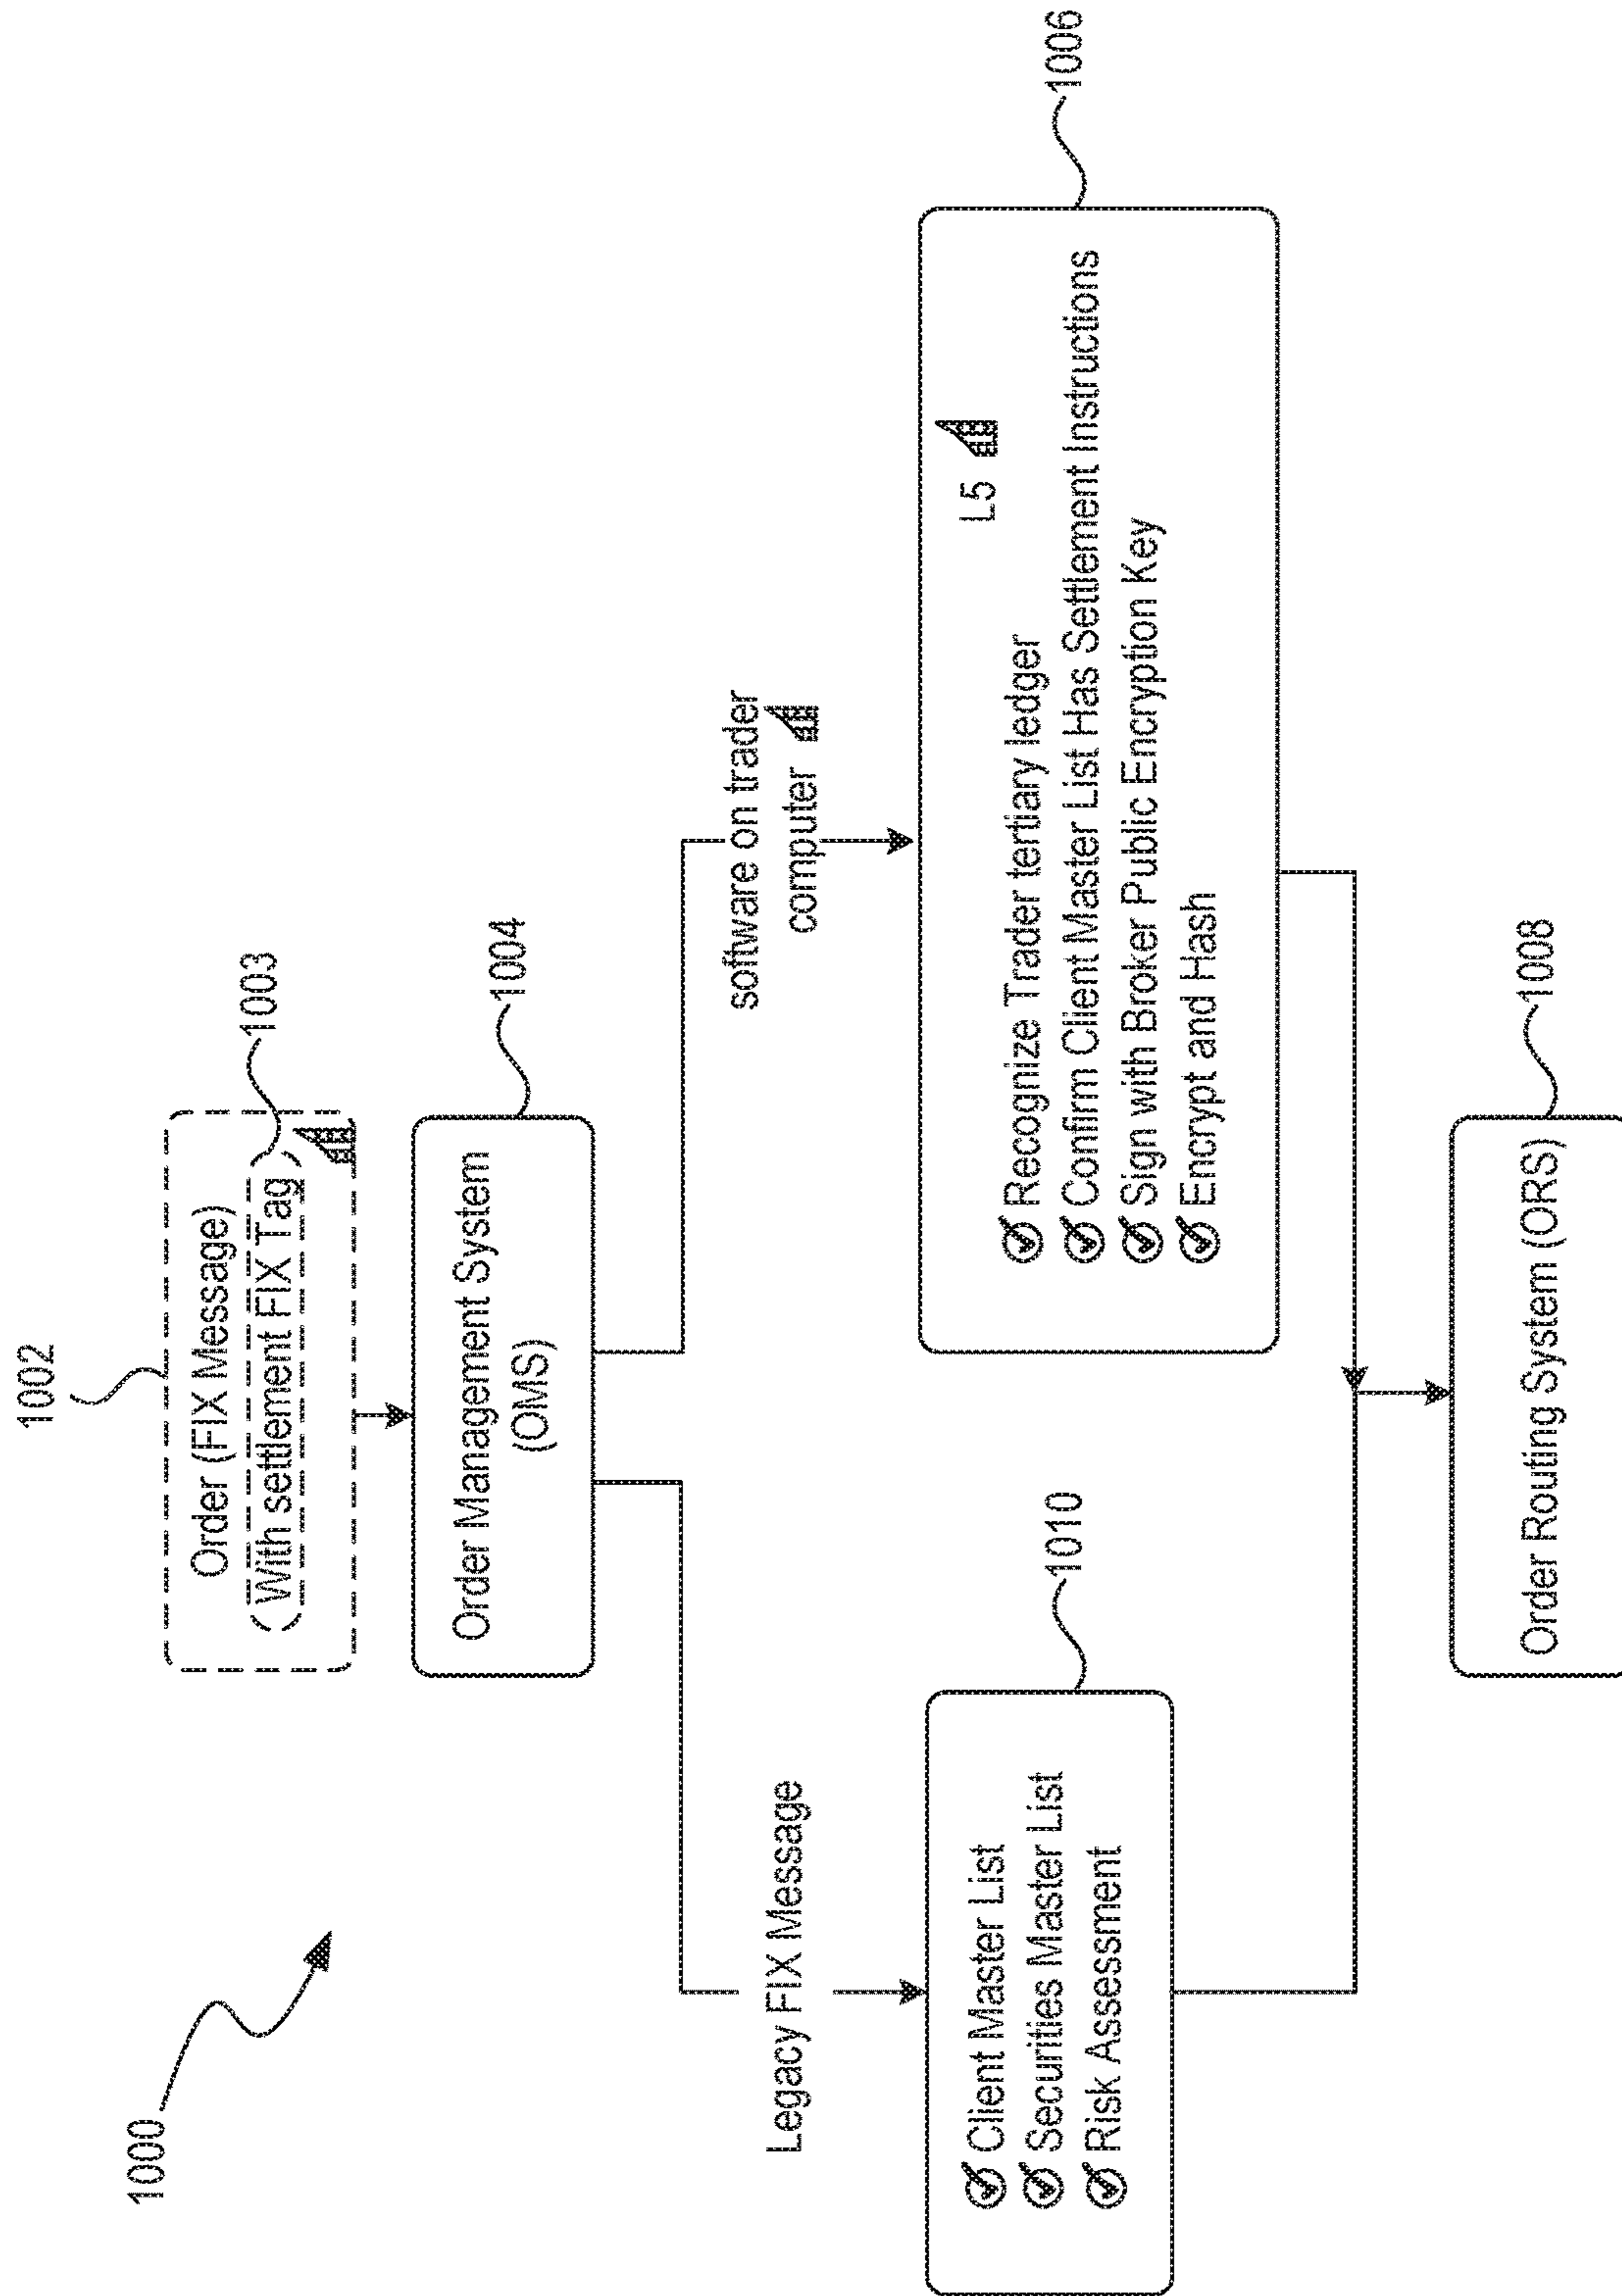 1000
1002
Order (FIX Message)
(With settlement FIX Tag)
1003
Order Management System
(OMS)
1004
Legacy FIX Message
software on trader
computer
Client Master List
Securities Master List
Risk Assessment
1010
L5
Recognize Trader tertiary ledger
Confirm Client Master List Has Settlement Instructions
Sign with Broker Public Encryption Key
Encrypt and Hash
1006
Order Routing System (ORS)
1008